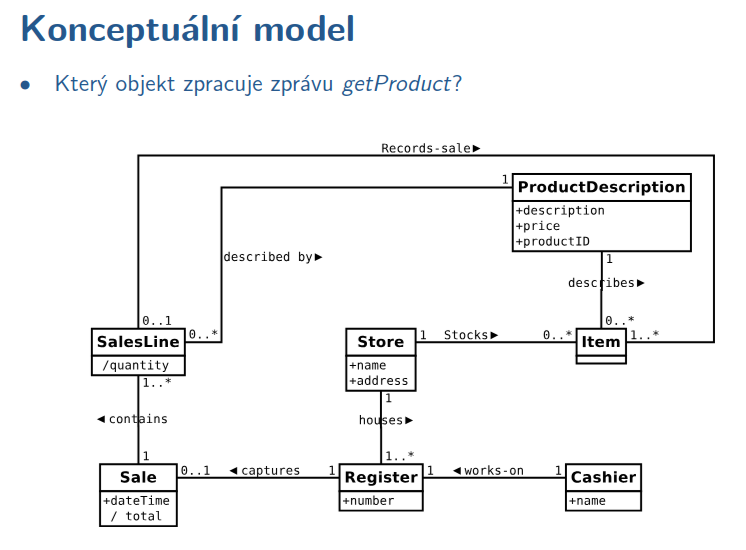 Konceptuální model
• Který objekt zpracuje zprávu getProduct?
Records-sale ►
1
ProductDescription
+description
+price
+productID
described by ►
1
describes ►
0..1
0..*
0..*
SalesLine
/quantity
Store
+name
+address
1 Stocks ► 0..*
Item
1..*
1..*
1
◄ contains
houses ►
1
1..*
Sale
+dateTime
/ total
0..1 ◄ captures 1
Register
+number
1 ◄ works-on 1
Cashier
+name